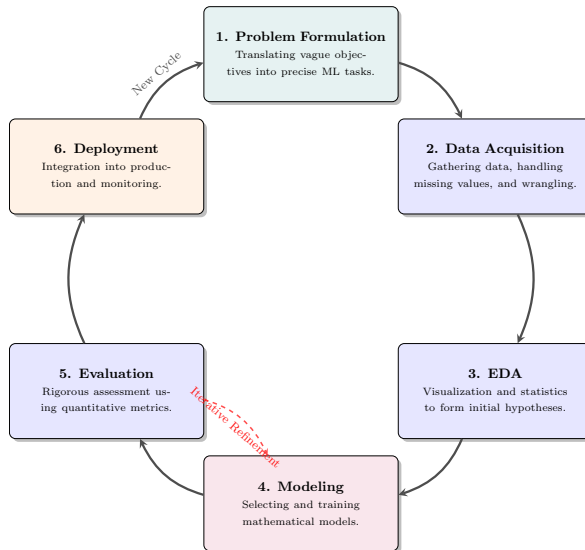 1. Problem Formulation
Translating vague objec-
tives into precise ML tasks.
New Cycle
6. Deployment
Integration into produc-
tion and monitoring.
2. Data Acquisition
Gathering data, handling
missing values, and wrangling.
5. Evaluation
Rigorous assessment us-
ing quantitative metrics.
3. EDA
Visualization and statistics
to form initial hypotheses.
Iterative Refinement
4. Modeling
Selecting and training
mathematical models.